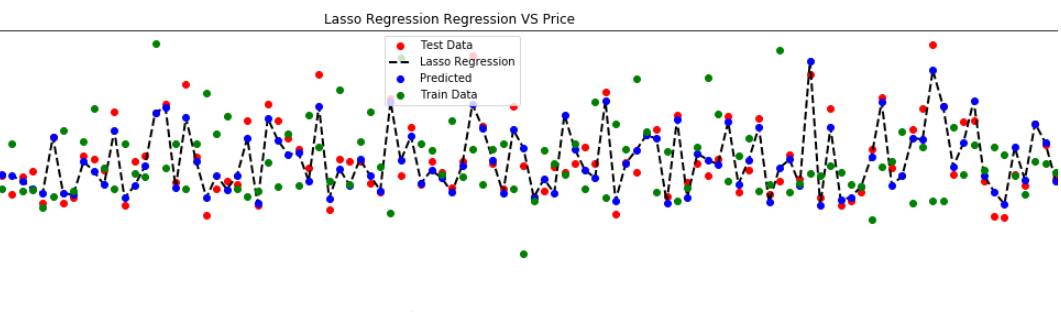 Lasso Regression Regression VS Price
Test Data
Lasso Regression
Predicted
Train Data